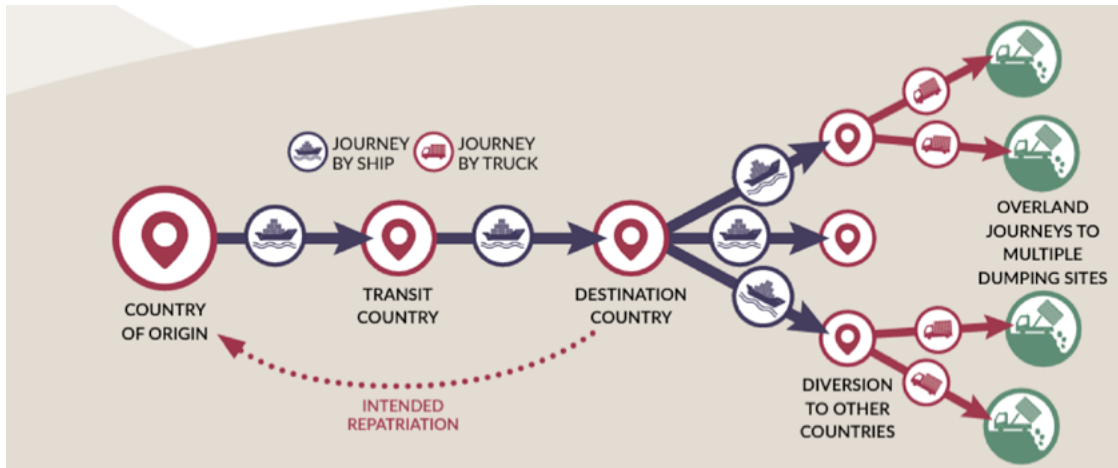 JOURNEY
BY SHIP
JOURNEY
BY TRUCK
COUNTRY
OF ORIGIN
TRANSIT
COUNTRY
DESTINATION
COUNTRY
INTENDED
REPATRIATION
DIVERSION
TO OTHER
COUNTRIES
OVERLAND
JOURNEYS TO
MULTIPLE
DUMPING SITES